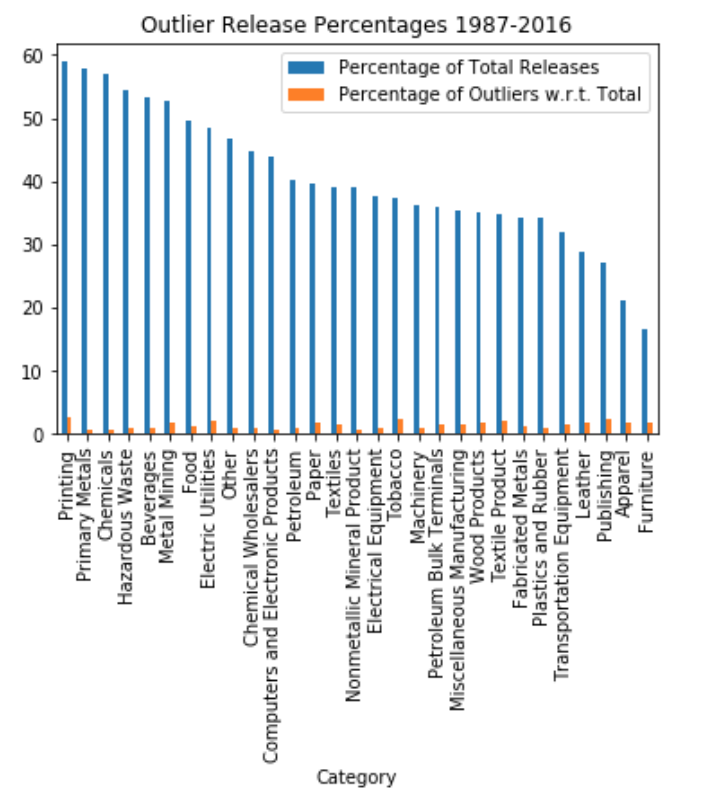 Outlier Release Percentages 1987-2016
Percentage of Total Releases
Percentage of Outliers w.r.t. Total
60
50
40
30
20
10
0
Printing
Primary Metals
Chemicals
Hazardous Waste
Beverages
Metal Mining
Food
Electric Utilities
Other
Chemical Wholesalers
Computers and Electronic Products
Petroleum
Paper
Textiles
Nonmetallic Mineral Product
Electrical Equipment
Tobacco
Machinery
Petroleum Bulk Terminals
Miscellaneous Manufacturing
Wood Products
Textile Product
Fabricated Metals
Plastics and Rubber
Transportation Equipment
Leather
Publishing
Apparel
Furniture
Category